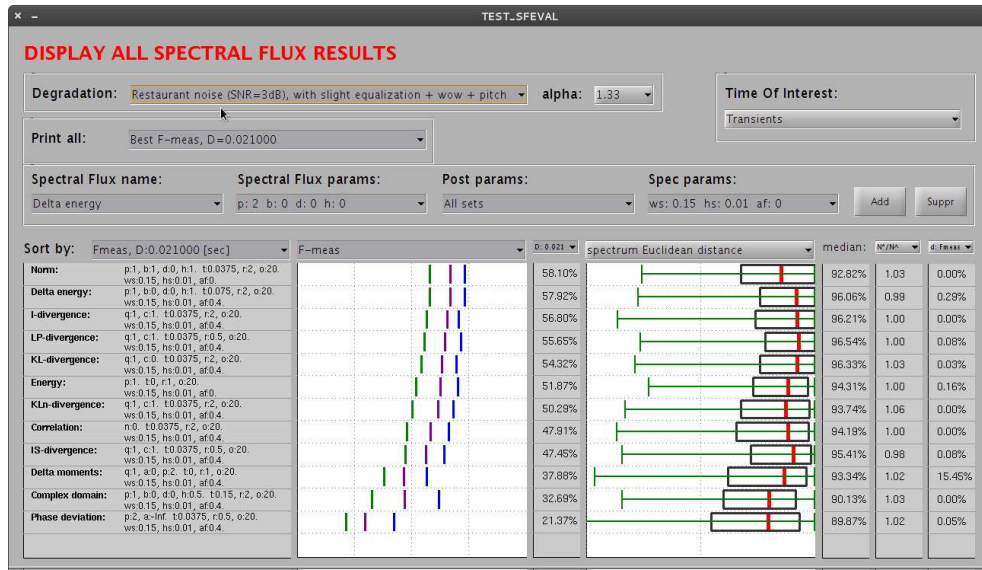 × – TEST_SFEVAL
DISPLAY ALL SPECTRAL FLUX RESULTS
Degradation: Restaurant noise (SNR=3dB), with slight equalization + wow + pitch alpha: 1.33 Time Of Interest:
Transients
Print all: Best F-meas, D=0.021000
Spectral Flux name: Spectral Flux params: Post params: Spec params:
Delta energy p: 2 b: 0 d: 0 h: 0 All sets ws: 0.15 hs: 0.01 af: 0 Add Suppr
Sort by: Fmeas, D:0.021000 [sec] F-meas D: 0.021 spectrum Euclidean distance median: N°/N^ d: Fmeas
Norm: p:1, b:1, d:0, h:1. t:0.0375, r:2, o:20. 58.10% 92.82% 1.03 0.00%
ws:0.15, hs:0.01, af:0.
Delta energy: p:1, b:0, d:0, h:1. t:0.075, r:2, o:20. 57.92% 96.06% 0.99 0.29%
ws:0.15, hs:0.01, af:0.4.
I-divergence: q:1, c:1. t:0.0375, r:2, o:20. 56.80% 96.21% 1.00 0.00%
ws:0.15, hs:0.01, af:0.4.
LP-divergence: q:1, c:1. t:0.0375, r:0.5, o:20. 55.65% 96.54% 1.00 0.08%
ws:0.15, hs:0.01, af:0.4.
KL-divergence: q:1, c:0. t:0.0375, r:2, o:20. 54.32% 96.33% 1.03 0.03%
ws:0.15, hs:0.01, af:0.4.
Energy: p:1. t:0, r:1, o:20. 51.87% 94.31% 1.00 0.16%
ws:0.15, hs:0.01, af:0.
KLn-divergence: q:1, c:1. t:0.0375, r:2, o:20. 50.29% 93.74% 1.06 0.00%
ws:0.15, hs:0.01, af:0.4.
Correlation: n:0. t:0.0375, r:2, o:20. 47.91% 94.19% 1.00 0.00%
ws:0.15, hs:0.01, af:0.4.
IS-divergence: q:1, c:1. t:0.0375, r:0.5, o:20. 47.45% 95.41% 0.98 0.08%
ws:0.15, hs:0.01, af:0.4.
Delta moments: q:1, a:0, p:2. t:0, r:1, o:20. 37.88% 93.34% 1.02 15.45%
ws:0.15, hs:0.01, af:0.4.
Complex domain: p:1, b:0, d:0, h:0.5. t:0.15, r:2, o:20. 32.69% 90.13% 1.03 0.00%
ws:0.15, hs:0.01, af:0.4.
Phase deviation: p:2, a:-Inf. t:0.0375, r:0.5, o:20. 21.37% 89.87% 1.02 0.05%
ws:0.15, hs:0.01, af:0.4.